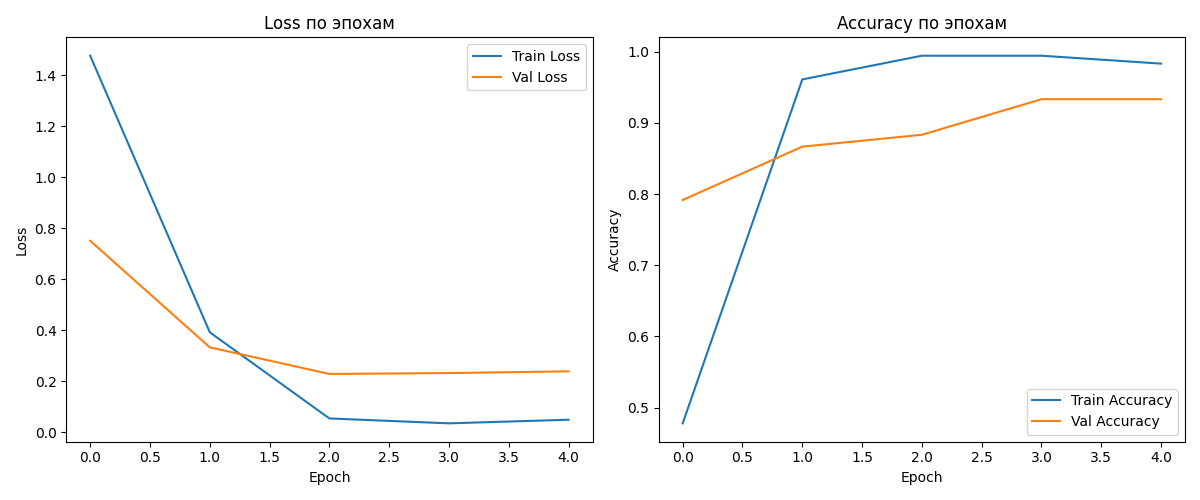 Loss по эпохам
Train Loss
Val Loss
1.4
1.2
1.0
0.8
0.6
0.4
0.2
0.0
Loss
0.0 0.5 1.0 1.5 2.0 2.5 3.0 3.5 4.0
Epoch
Accuracy по эпохам
1.0
0.9
0.8
0.7
0.6
0.5
Accuracy
Train Accuracy
Val Accuracy
0.0 0.5 1.0 1.5 2.0 2.5 3.0 3.5 4.0
Epoch